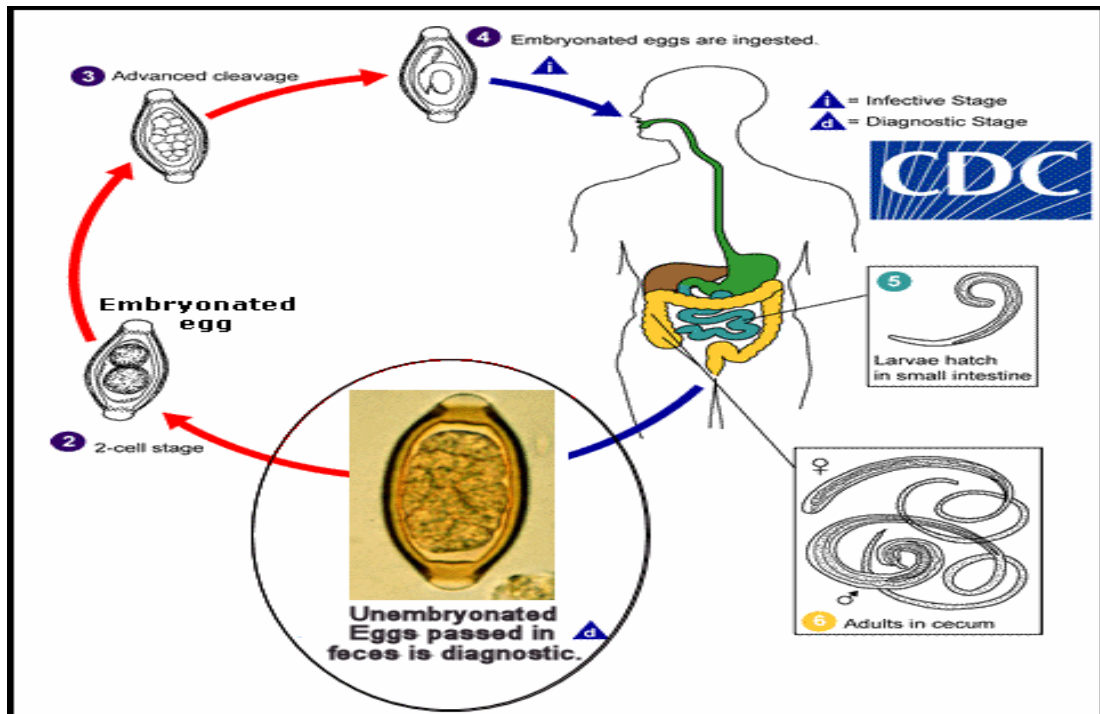 4 Embryonated eggs are ingested.
i
3 Advanced cleavage
i = Infective Stage
d = Diagnostic Stage
CDC
Embryonated
egg
2 2-cell stage
5
Larvae hatch
in small intestine
Unembryonated
Eggs passed in
feces is diagnostic.
d
♀
♂
6 Adults in cecum